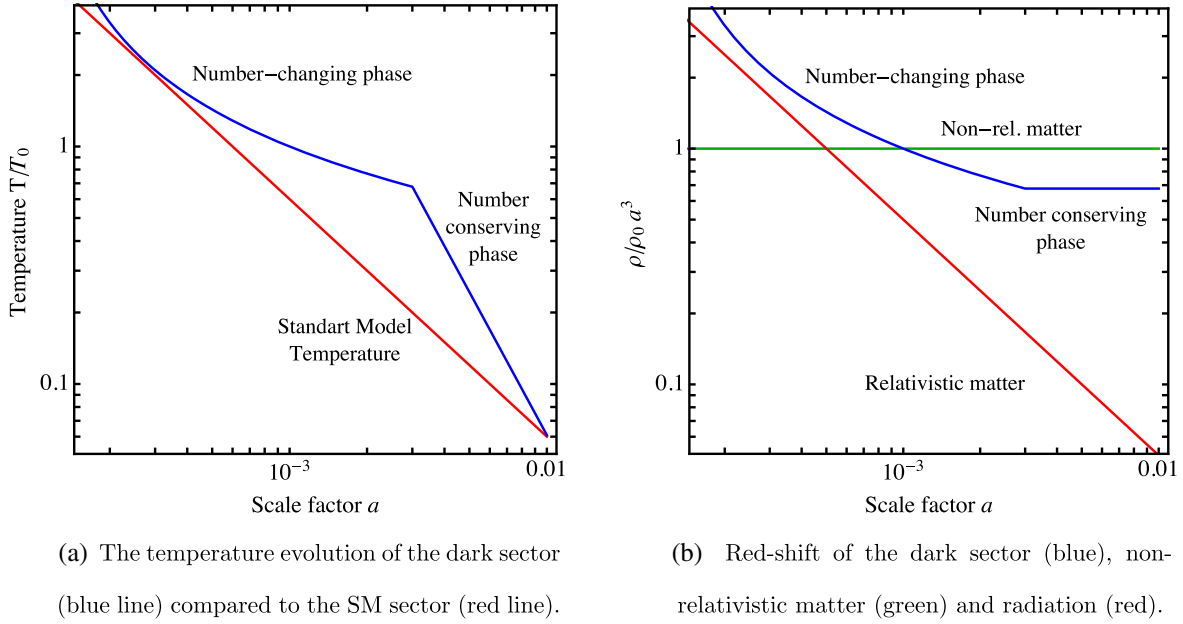 Number−changing phase
1
Number
conserving
phase
Standart Model
Temperature
0.1
Temperature T/T₀
10⁻³
0.01
Scale factor a
(a) The temperature evolution of the dark sector
(blue line) compared to the SM sector (red line).
Number−changing phase
Non−rel. matter
1
Number conserving
phase
Relativistic matter
0.1
ρ/ρ₀ a³
10⁻³
0.01
Scale factor a
(b) Red-shift of the dark sector (blue), non-
relativistic matter (green) and radiation (red).